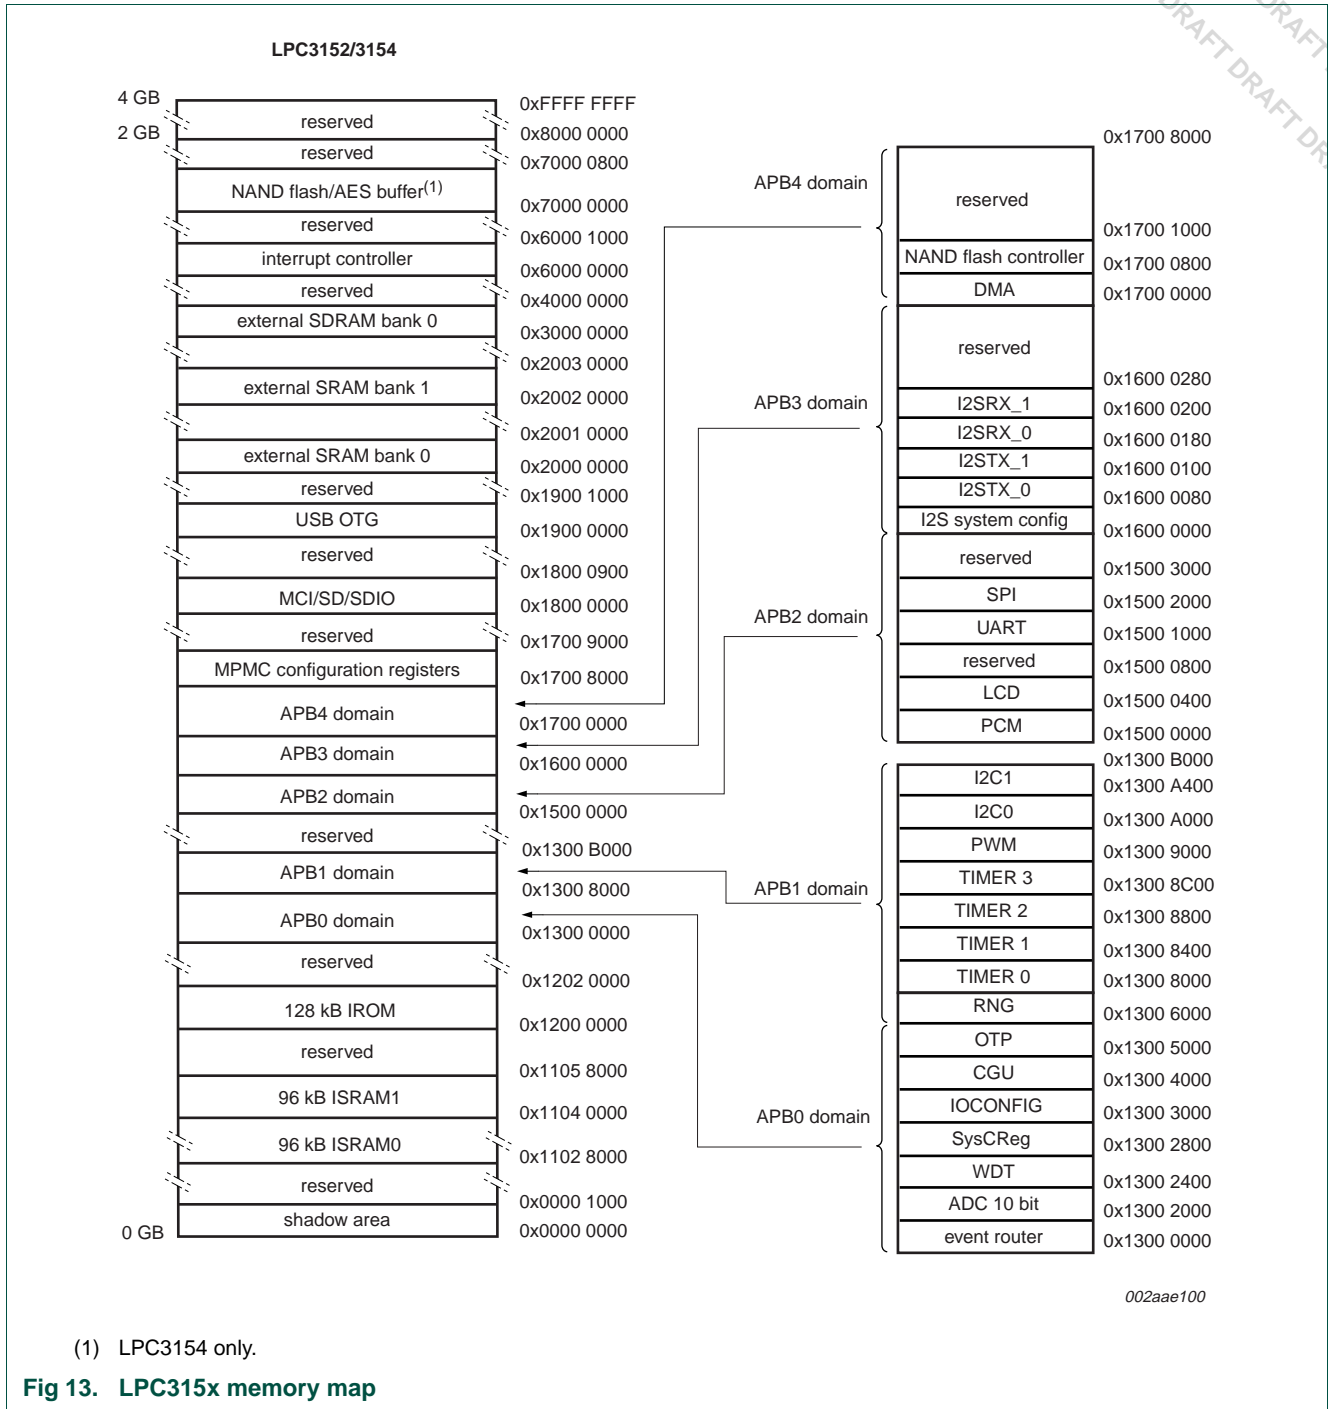 DRAFT DRAFT DR
DRAFT DRAFT
LPC3152/3154
4 GB
0xFFFF FFFF
reserved
2 GB
0x8000 0000
reserved
0x7000 0800
NAND flash/AES buffer(1)
0x7000 0000
reserved
0x6000 1000
interrupt controller
0x6000 0000
reserved
0x4000 0000
external SDRAM bank 0
0x3000 0000
0x2003 0000
external SRAM bank 1
0x2002 0000
0x2001 0000
external SRAM bank 0
0x2000 0000
reserved
0x1900 1000
USB OTG
0x1900 0000
reserved
0x1800 0900
MCI/SD/SDIO
0x1800 0000
reserved
0x1700 9000
MPMC configuration registers
0x1700 8000
APB4 domain
0x1700 0000
APB3 domain
0x1600 0000
APB2 domain
0x1500 0000
reserved
0x1300 B000
APB1 domain
0x1300 8000
APB0 domain
0x1300 0000
reserved
0x1202 0000
128 kB IROM
0x1200 0000
reserved
0x1105 8000
96 kB ISRAM1
0x1104 0000
96 kB ISRAM0
0x1102 8000
reserved
0x0000 1000
shadow area
0 GB
0x0000 0000
0x1700 8000
APB4 domain
reserved
0x1700 1000
NAND flash controller
0x1700 0800
DMA
0x1700 0000
APB3 domain
reserved
0x1600 0280
I2SRX_1
0x1600 0200
I2SRX_0
0x1600 0180
I2STX_1
0x1600 0100
I2STX_0
0x1600 0080
I2S system config
0x1600 0000
APB2 domain
reserved
0x1500 3000
SPI
0x1500 2000
UART
0x1500 1000
reserved
0x1500 0800
LCD
0x1500 0400
PCM
0x1500 0000
0x1300 B000
APB1 domain
I2C1
0x1300 A400
I2C0
0x1300 A000
PWM
0x1300 9000
TIMER 3
0x1300 8C00
TIMER 2
0x1300 8800
TIMER 1
0x1300 8400
TIMER 0
0x1300 8000
RNG
0x1300 6000
APB0 domain
OTP
0x1300 5000
CGU
0x1300 4000
IOCONFIG
0x1300 3000
SysCReg
0x1300 2800
WDT
0x1300 2400
ADC 10 bit
0x1300 2000
event router
0x1300 0000
002aae100
(1) LPC3154 only.
Fig 13. LPC315x memory map